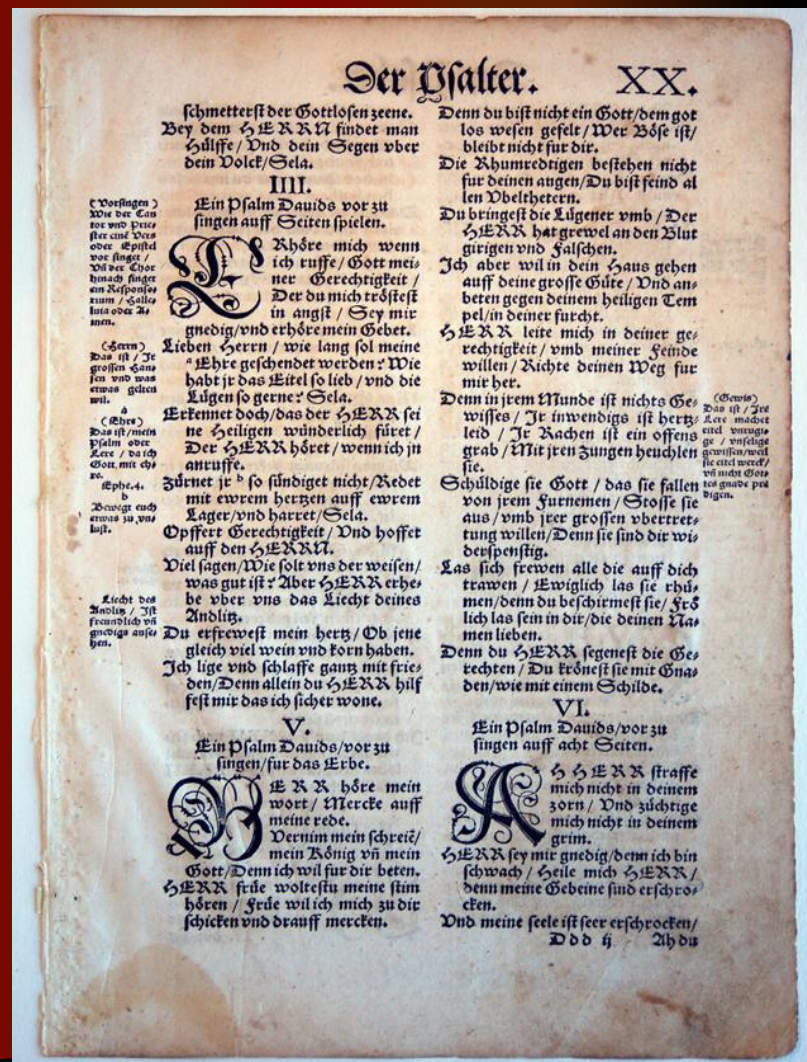 Der Psalter. XX.
schmetterst der Gottlosen zeene.
Bey dem HERRN findet man
Hülffe/ Vnd dein Segen vber
dein Volck/Sela.
IIII.
Ein Psalm Dauids vor zu
singen auff Seiten spielen.
ERhöre mich wenn
ich ruffe/ Gott mei⸗
ner Gerechtigkeit /
Der du mich tröstest
in angst / Sey mir
gnedig/vnd erhöre mein Gebet.
Lieben Herrn / wie lang sol meine
ª Ehre geschendet werden? Wie
habt jr das Eitel so lieb / vnd die
Lügen so gerne? Sela.
Erkennet doch/das der HERR sei
ne Heiligen wünderlich füret/
Der HERR höret/ wenn ich jn
anruffe.
Zürnet jr ᵇ so sündiget nicht/Redet
mit ewrem hertzen auff ewrem
Lager/vnd harret/Sela.
Opffert Gerechtigkeit / Vnd hoffet
auff den HERRN.
Viel sagen/Wie solt vns der weisen/
was gut ist? Aber HERR erhe⸗
be vber vns das Liecht deines
Andlitz.
Du erfrewest mein hertz/ Ob jene
gleich viel wein vnd korn haben.
Ich lige vnd schlaffe gantz mit frie⸗
den/Denn allein du HERR hilf
fest mir das ich sicher wone.
V.
Ein Psalm Dauids/vor zu
singen/fur das Erbe.
HERR höre mein
wort/ Mercke auff
meine rede.
Vernim mein schreiē/
mein König vn̄ mein
Gott/Denn ich wil fur dir beten.
HERR früe woltestu meine stim
hören / Früe wil ich mich zu dir
schicken vnd drauff mercken.
(Vorsingen)
Wie der Can
tor vnd Prie⸗
ster einē Vers
oder Epistel
vor singet /
Vn̄ der Chor
hinach singet
ein Responso⸗
rium / Halle⸗
luia oder A⸗
men.
(Herrn)
Das ist / Ir
grossen Han⸗
sen vnd was
etwas gelten
wil.
a
(Ehre)
Das ist/mein
Psalm oder
Lere / da ich
Gott mit eh⸗
re.
Ephe.4.
b
Bewegt euch
etwas zu vn⸗
lust.
Liecht des
Andlitz / Ist
freundlich vn̄
gnedigs anse⸗
hen.
Denn du bist nicht ein Gott/dem got
los wesen gefelt/Wer Böse ist/
bleibt nicht fur dir.
Die Rhumredtigen bestehen nicht
fur deinen augen/Du bist feind al
len Vbelthetern.
Du bringest die Lügener vmb / Der
HERR hat grewel an den Blut
girigen vnd Falschen.
Ich aber wil in dein Haus gehen
auff deine grosse Güte / Vnd an⸗
beten gegen deinem heiligen Tem
pel/in deiner furcht.
HERR leite mich in deiner ge⸗
rechtigkeit / vmb meiner Feinde
willen / Richte deinen Weg fur
mir her.
Denn in jrem Munde ist nichts Ge⸗
wisses / Ir inwendigs ist hertz⸗
leid / Ir Rachen ist ein offens
grab / Mit jren zungen heuchlen
sie.
Schüldige sie Gott / das sie fallen
von jrem Furnemen / Stosse sie
aus / vmb jrer grossen vbertret⸗
tung willen/Denn sie sind dir wi⸗
derspenstig.
Las sich frewen alle die auff dich
trawen / Ewiglich las sie rhü⸗
men/denn du beschirmest sie/ Frö
lich las sein in dir/die deinen Na⸗
men lieben.
Denn du HERR segenest die Ge⸗
rechten / Du krönest sie mit Gna⸗
den/wie mit einem Schilde.
VI.
Ein Psalm Dauids/vor zu
singen auff acht Seiten.
AH HERR straffe
mich nicht in deinem
zorn / Vnd züchtige
mich nicht in deinem
grim.
HERR sey mir gnedig/denn ich bin
schwach / Heile mich HERR/
denn meine Gebeine sind erschro⸗
cken.
Vnd meine seele ist seer erschrocken/
Ddd ij Ah du
(Gewis)
Das ist / Ire
Lere machet
eitel vnrugi⸗
ge / vnselige
gewissen/weil
sie eitel werck/
vn̄ nicht Got⸗
tes gnade pre
digen.